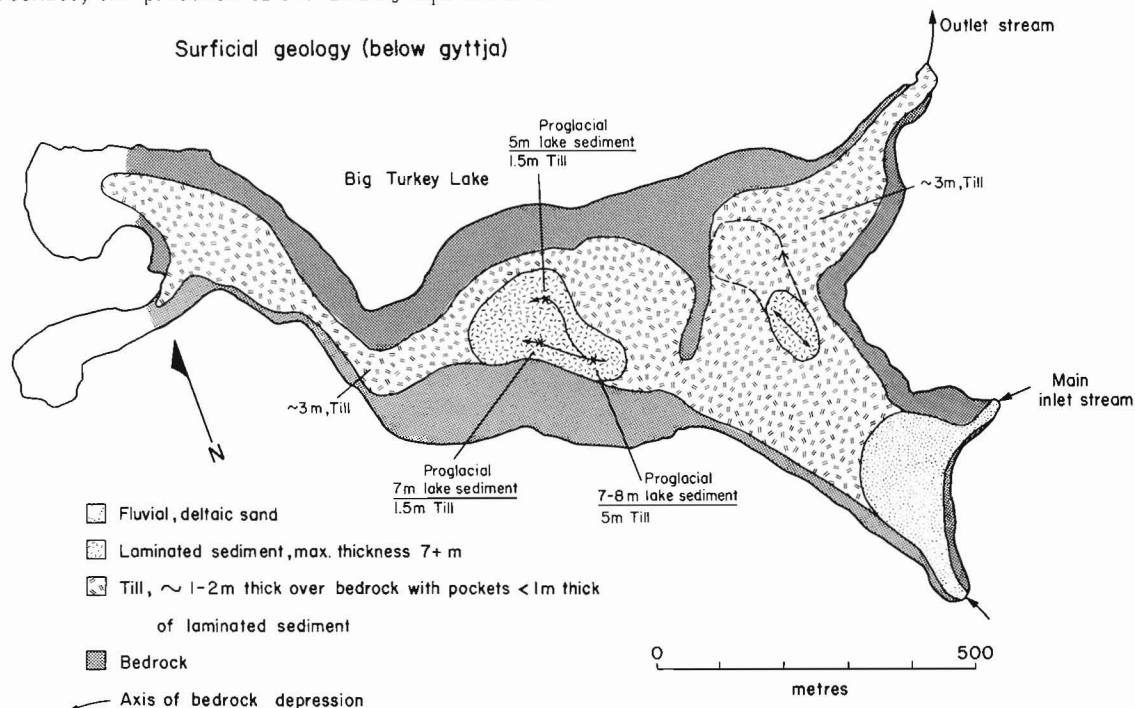 Surficial geology (below gyttja)
Outlet stream
Proglacial
5m lake sediment
1.5m Till
Big Turkey Lake
~3m,Till
Main
inlet stream
~3m,Till
N
Proglacial
7m lake sediment
1.5m Till
Proglacial
7-8m lake sediment
5m Till
Fluvial, deltaic sand
Laminated sediment, max. thickness 7+ m
Till, ~ 1-2m thick over bedrock with pockets <1m thick
of laminated sediment
Bedrock
Axis of bedrock depression
0 500
metres